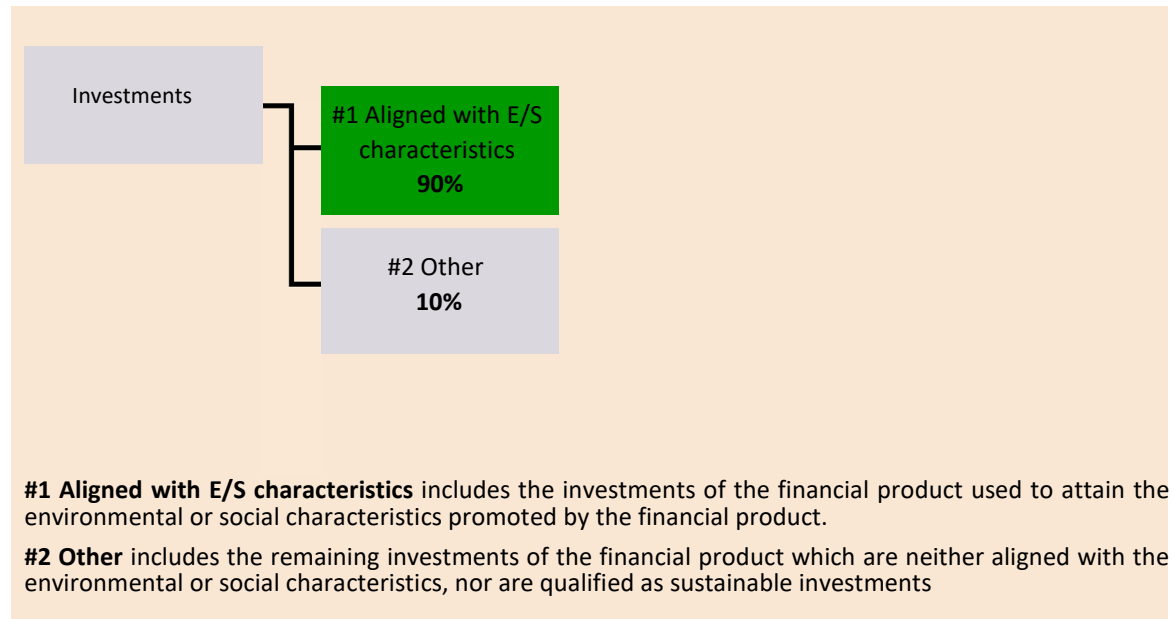 Investments
#1 Aligned with E/S
characteristics
90%
#2 Other
10%
#1 Aligned with E/S characteristics includes the investments of the financial product used to attain the
environmental or social characteristics promoted by the financial product.
#2 Other includes the remaining investments of the financial product which are neither aligned with the
environmental or social characteristics, nor are qualified as sustainable investments